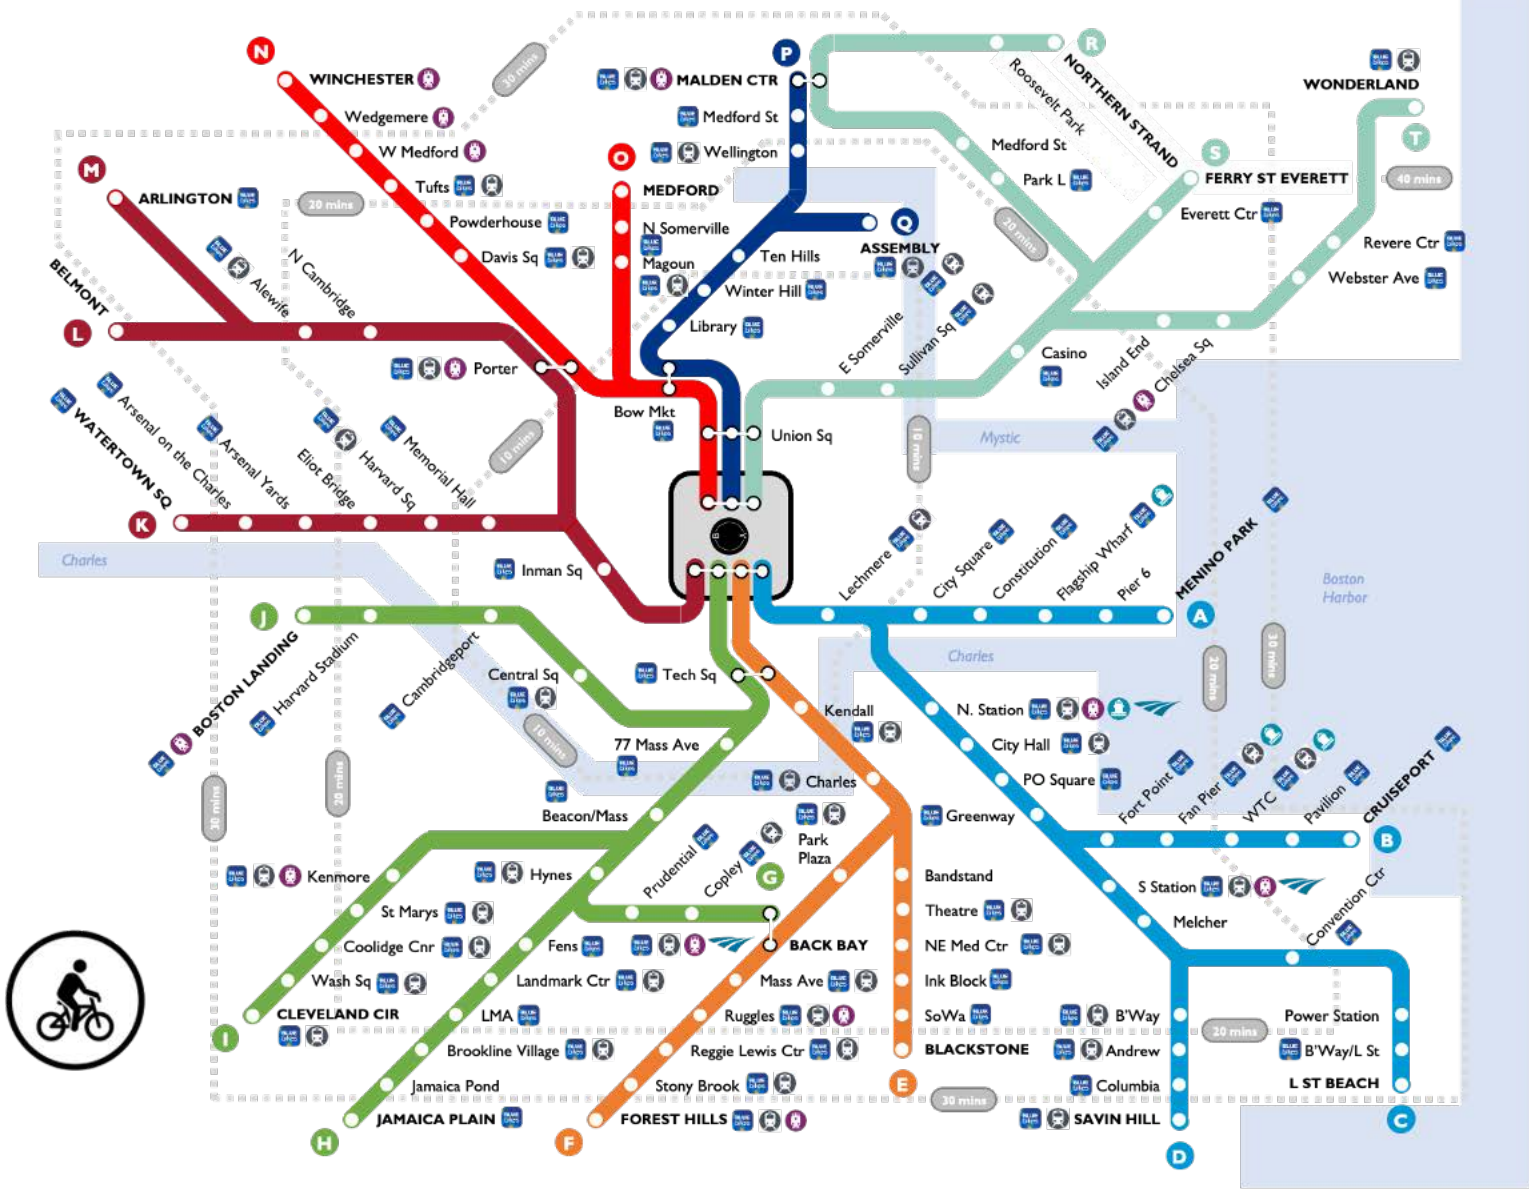 N
WINCHESTER
Wedgemere
W Medford
Tufts
Powderhouse
Davis Sq
30 mins
20 mins
M
ARLINGTON
Alewife
N Cambridge
BELMONT
L
Porter
O
MEDFORD
N Somerville
Magoun
Bow Mkt
P
MALDEN CTR
Medford St
Wellington
Q
ASSEMBLY
Ten Hills
Winter Hill
Library
R
NORTHERN STRAND
Roosevelt Park
Medford St
Park L
20 mins
S
FERRY ST EVERETT
Everett Ctr
WONDERLAND
T
40 mins
Revere Ctr
Webster Ave
Chelsea Sq
Island End
Casino
Sullivan Sq
E Somerville
Union Sq
10 mins
Mystic
10 mins
WATERTOWN SQ
K
Arsenal on the Charles
Arsenal Yards
Eliot Bridge
Harvard Sq
Memorial Hall
Inman Sq
Charles
B
Y
Lechmere
City Square
Constitution
Flagship Wharf
Pier 6
MENINO PARK
A
Boston
Harbor
Charles
20 mins
30 mins
J
BOSTON LANDING
Harvard Stadium
Cambridgeport
Central Sq
10 mins
Tech Sq
77 Mass Ave
Beacon/Mass
Kendall
Charles
Park
Plaza
N. Station
City Hall
PO Square
Greenway
Fort Point
Fan Pier
WTC
Pavilion
CRUISEPORT
B
30 mins
20 mins
Kenmore
St Marys
Coolidge Cnr
Wash Sq
CLEVELAND CIR
I
Hynes
Prudential
Copley
G
BACK BAY
Fens
Landmark Ctr
LMA
Brookline Village
Jamaica Pond
JAMAICA PLAIN
H
Mass Ave
Ruggles
Reggie Lewis Ctr
Stony Brook
FOREST HILLS
F
Bandstand
Theatre
NE Med Ctr
Ink Block
SoWa
BLACKSTONE
E
30 mins
S Station
Melcher
Convention Ctr
B'Way
Andrew
Columbia
SAVIN HILL
D
20 mins
Power Station
B'Way/L St
L ST BEACH
C